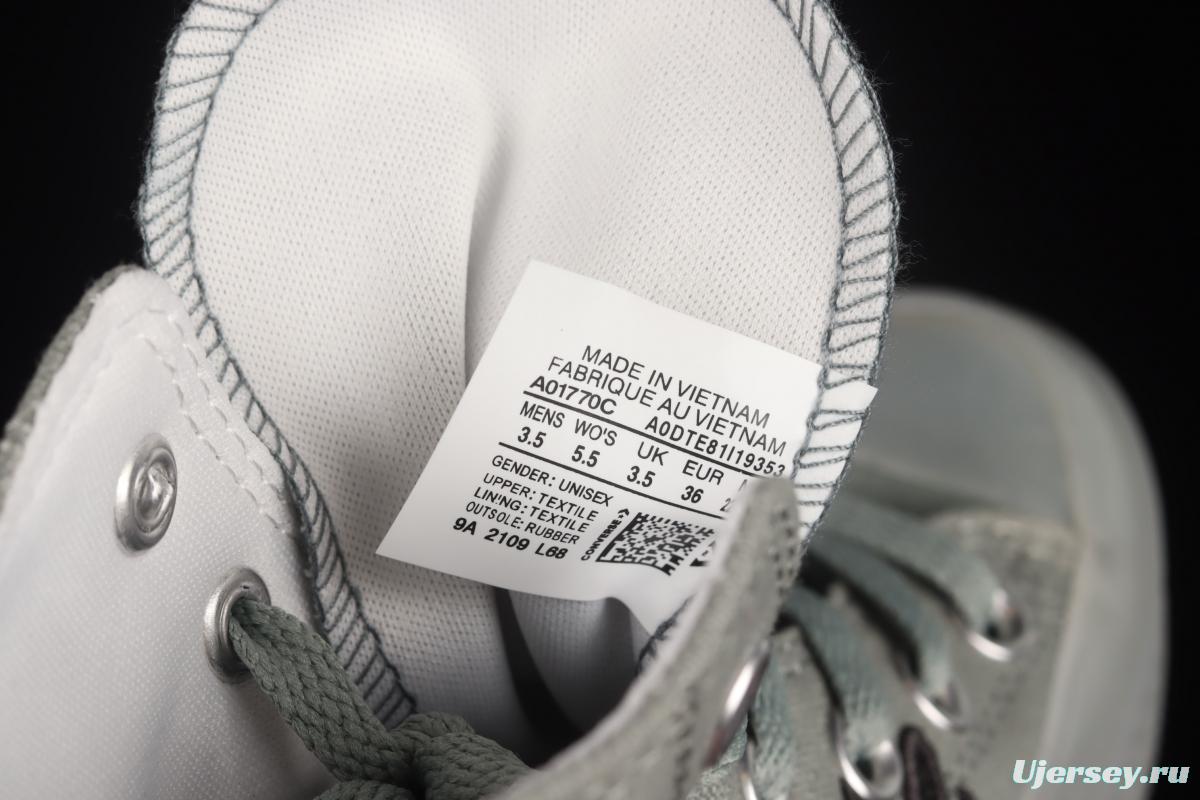 MADE IN VIETNAM
FABRIQUE AU VIETNAM
A01770C A0DTE81I19353
MENS WO'S UK EUR
3.5 5.5 3.5 36
GENDER: UNISEX
UPPER: TEXTILE
LINING: TEXTILE
OUTSOLE: RUBBER
9A 2109 L68
CONVERSE
Ujersey.ru